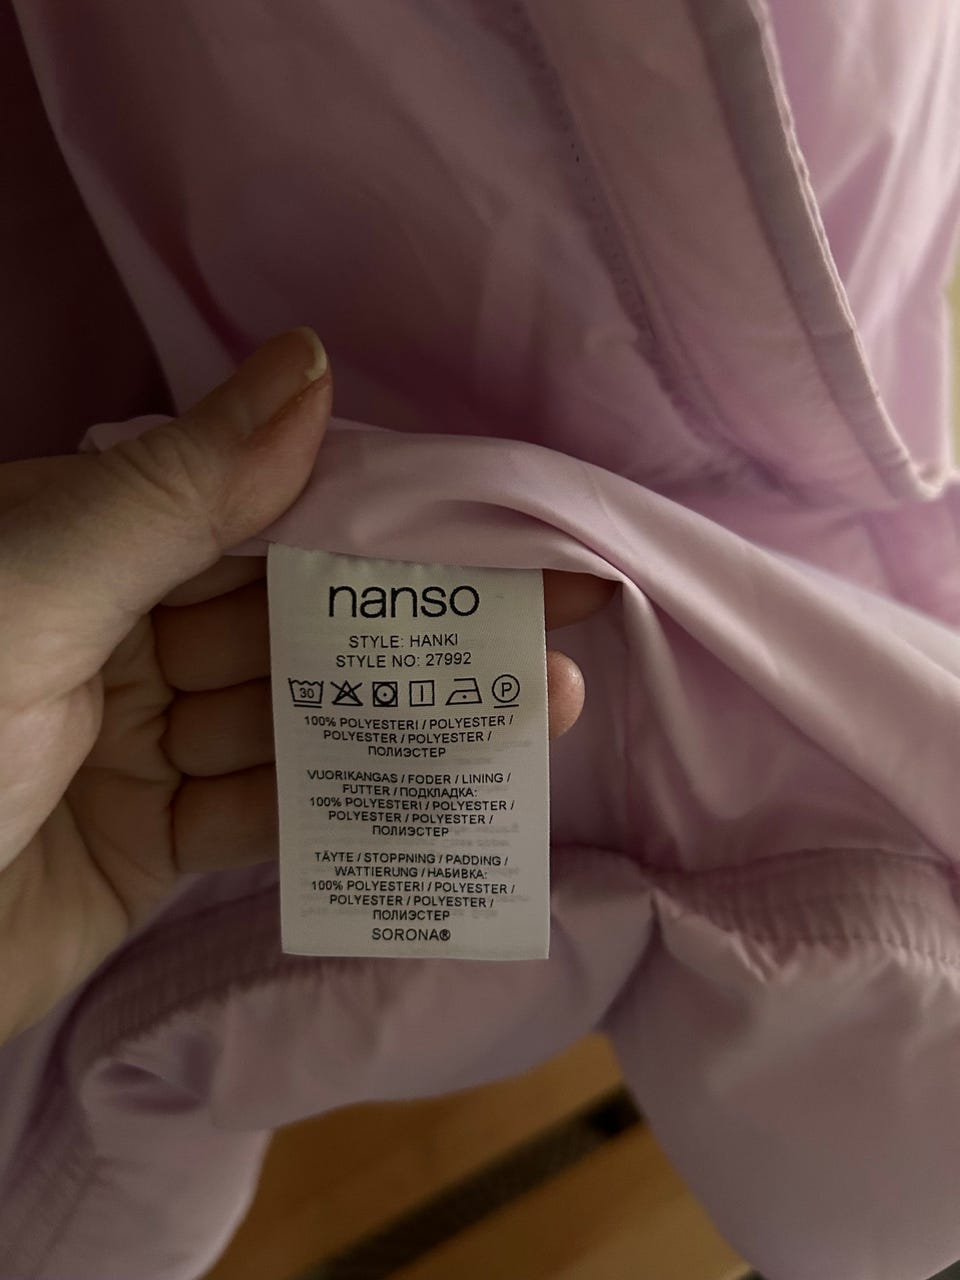 nanso
STYLE: HANKI
STYLE NO: 27992
30 P
100% POLYESTERI / POLYESTER /
POLYESTER / POLYESTER /
ПОЛИЭСТЕР
VUORIKANGAS / FODER / LINING /
FUTTER / ПОДКЛАДКА:
100% POLYESTERI / POLYESTER /
POLYESTER / POLYESTER /
ПОЛИЭСТЕР
TÄYTE / STOPPNING / PADDING /
WATTIERUNG / НАБИВКА:
100% POLYESTERI / POLYESTER /
POLYESTER / POLYESTER /
ПОЛИЭСТЕР
SORONA®